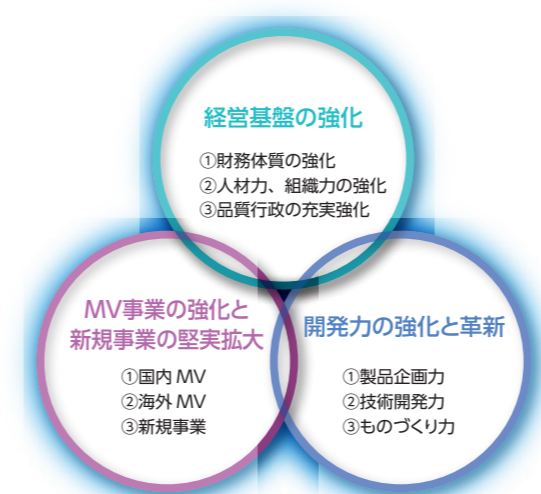 経営基盤の強化
①財務体質の強化
②人材力、組織力の強化
③品質行政の充実強化
MV事業の強化と
新規事業の堅実拡大
①国内 MV
②海外 MV
③新規事業
開発力の強化と革新
①製品企画力
②技術開発力
③ものづくり力